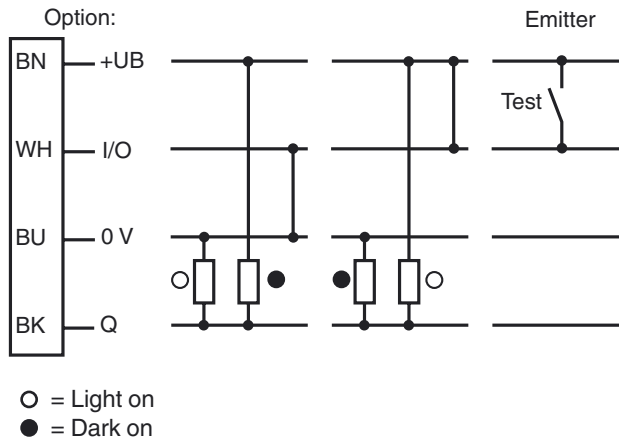 Option:
Emitter
BN +UB
Test
WH I/O
BU 0 V
BK Q
= Light on
= Dark on